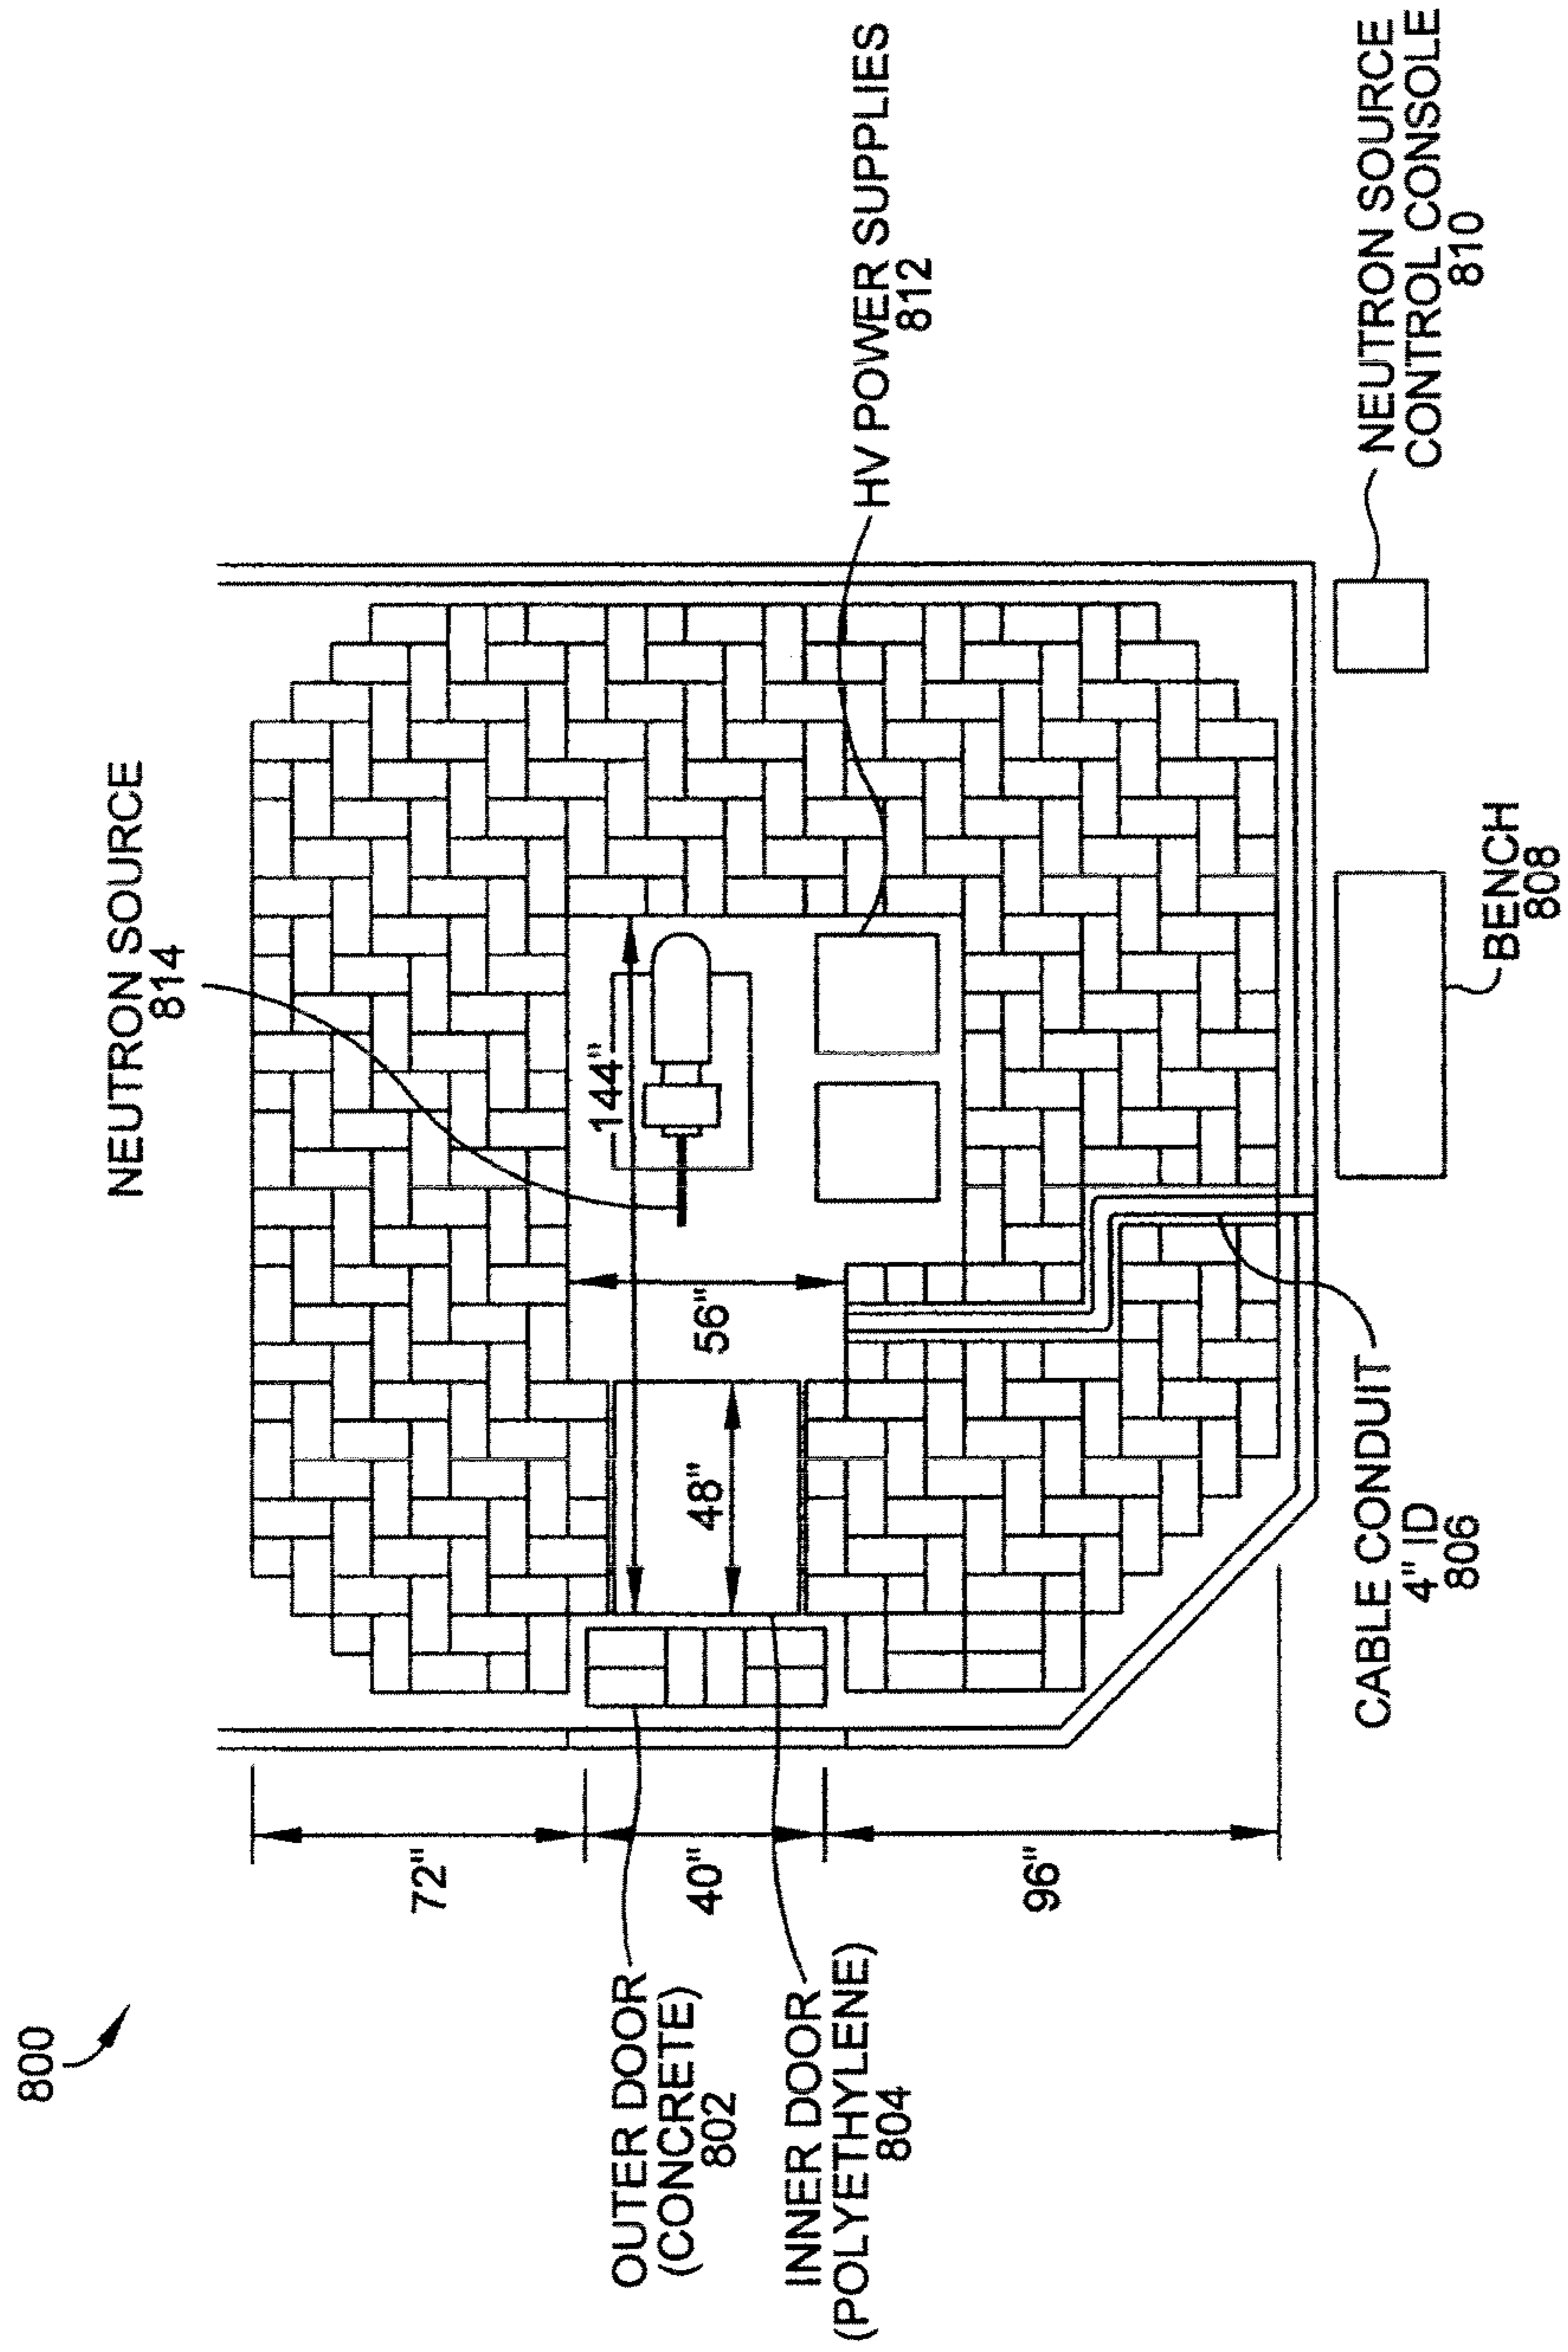 800
NEUTRON SOURCE
814
HV POWER SUPPLIES
812
NEUTRON SOURCE
CONTROL CONSOLE
810
BENCH
808
CABLE CONDUIT
4" ID
806
OUTER DOOR
(CONCRETE)
802
INNER DOOR
(POLYETHYLENE)
804
144"
56"
48"
72"
40"
96"